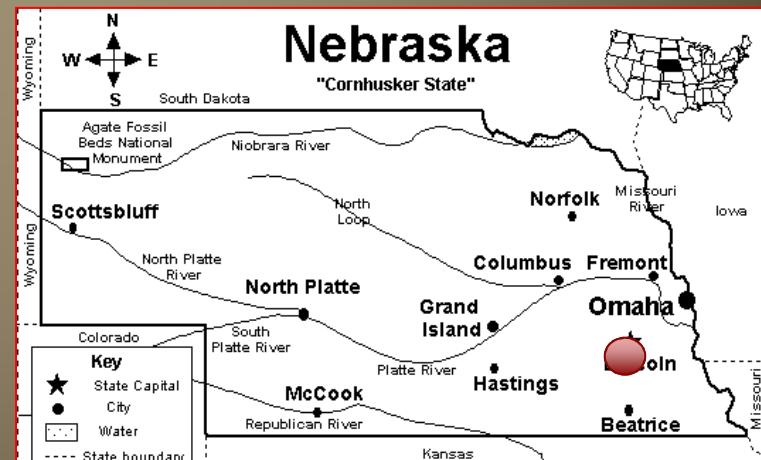 Nebraska
"Cornhusker State"
N
W
E
S
Wyoming
South Dakota
Agate Fossil
Beds National
Monument
Niobrara River
Scottsbluff
North
Loop
Norfolk
Missouri
River
Iowa
Wyoming
North Platte
River
North Platte
Columbus
Fremont
Omaha
Grand
Island
South
Platte River
Colorado
Platte River
Hastings
McCook
Republican River
Beatrice
Missouri
Kansas
Key
State Capital
City
Water
State boundary